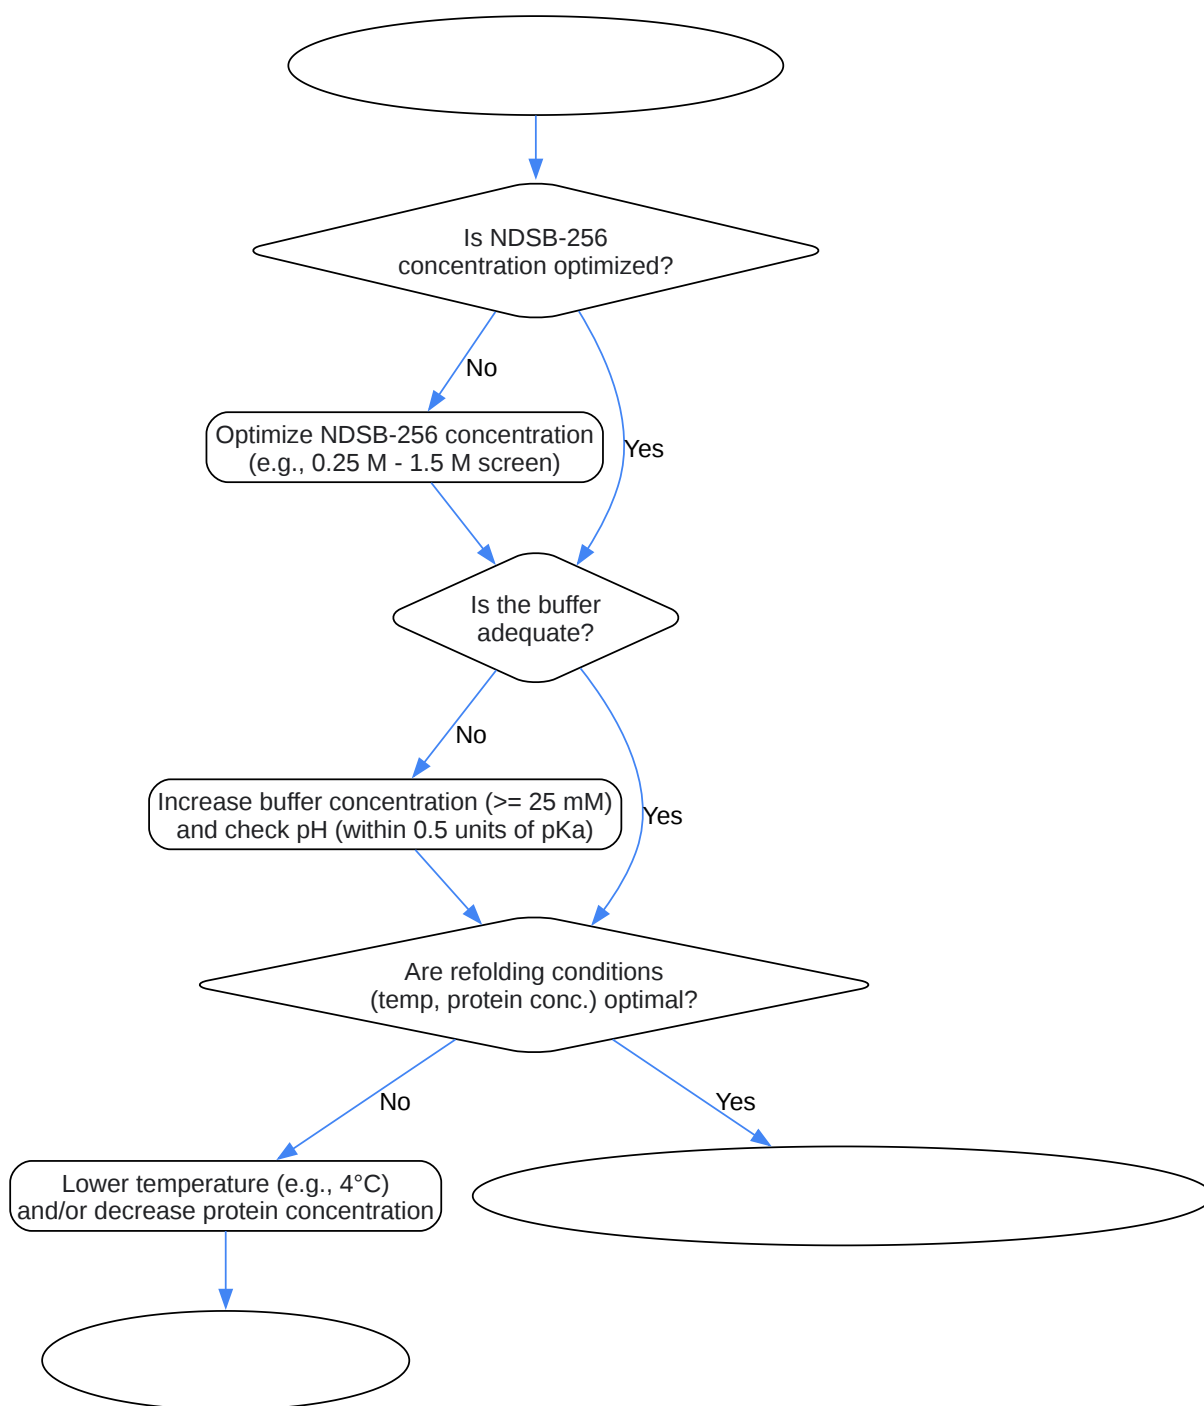 Is NDSB-256
concentration optimized?
No
Optimize NDSB-256 concentration
(e.g., 0.25 M - 1.5 M screen)
Yes
Is the buffer
adequate?
No
Increase buffer concentration (>= 25 mM)
and check pH (within 0.5 units of pKa)
Yes
Are refolding conditions
(temp, protein conc.) optimal?
No
Yes
Lower temperature (e.g., 4°C)
and/or decrease protein concentration